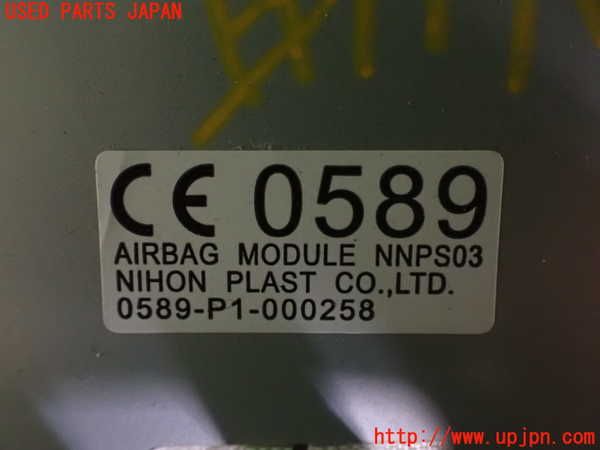 USED PARTS JAPAN
CE 0589
AIRBAG MODULE NNPS03
NIHON PLAST CO.,LTD.
0589-P1-000258
http://www.upjpn.com